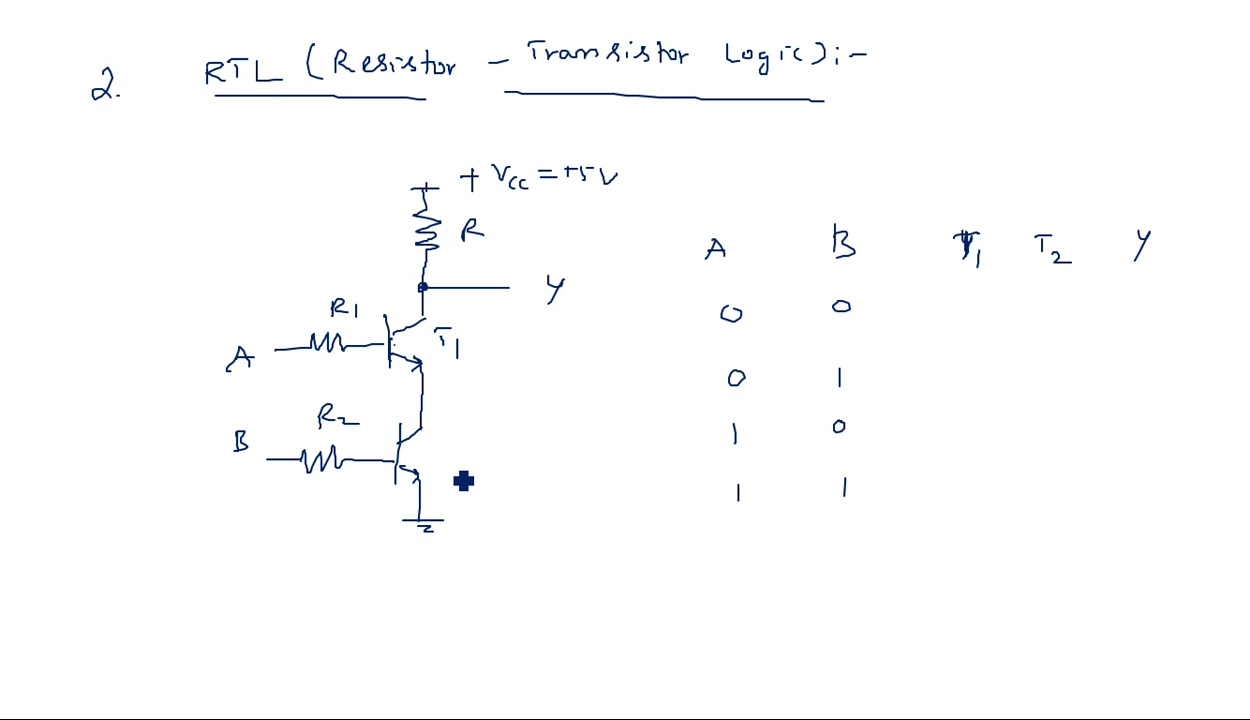 2. RTL (Resistor - Transistor Logic) :-
+ VCC = +5V
R
Y
R1
A
T1
R2
B
A B T1 T2 Y
0 0
0 1
1 0
1 1